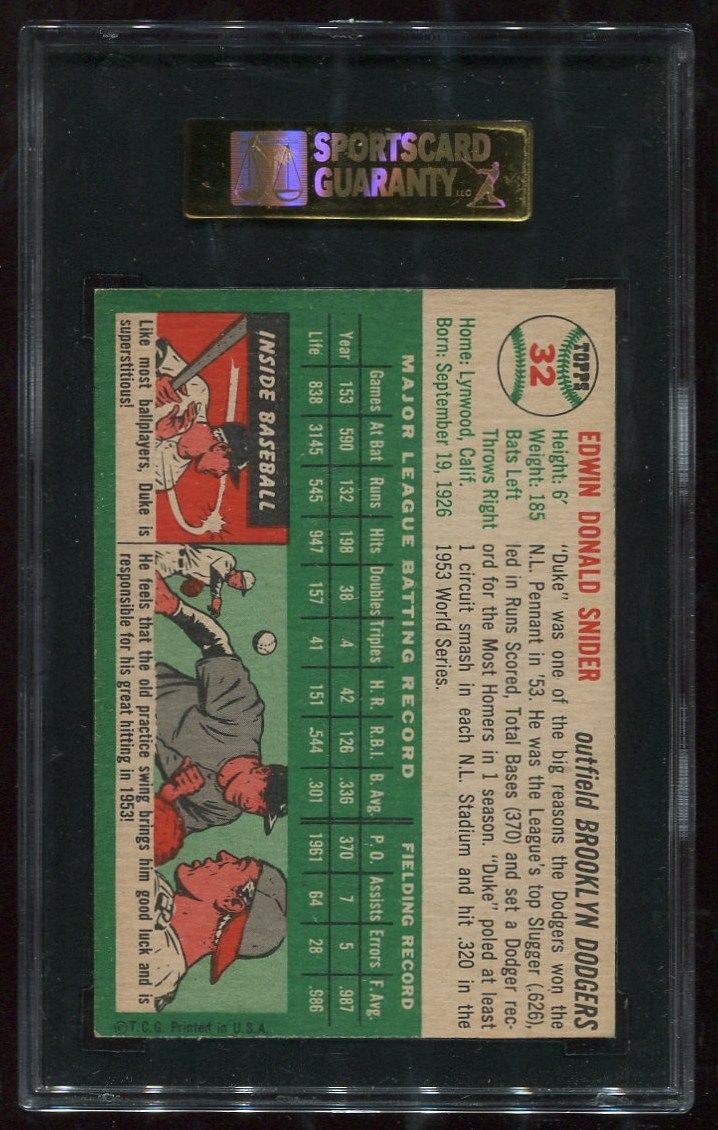 SPORTSCARD
GUARANTY LLC
TOPPS
32
EDWIN DONALD SNIDER outfield BROOKLYN DODGERS
Height: 6'
Weight: 185
Bats Left
Throws Right
Home: Lynwood, Calif.
Born: September 19, 1926
"Duke" was one of the big reasons the Dodgers won the
N.L. Pennant in '53. He was the League's top Slugger (.626),
led in Runs Scored, Total Bases (370) and set a Dodger rec-
ord for the Most Homers in 1 season. "Duke" poled at least
1 circuit smash in each N.L. Stadium and hit .320 in the
1953 World Series.
MAJOR LEAGUE BATTING RECORD FIELDING RECORD
Games At Bat Runs Hits Doubles Triples H.R. R.B.I. B. Avg. P.O. Assists Errors F. Avg.
Year 153 590 132 198 38 4 42 126 .336 370 7 5 .987
Life 838 3145 545 947 157 41 151 544 .301 1961 64 28 .986
INSIDE BASEBALL
Like most ballplayers, Duke is
superstitious!
He feels that the old practice swing brings him good luck and is
responsible for his great hitting in 1953!
©T.C.G. Printed in U.S.A.